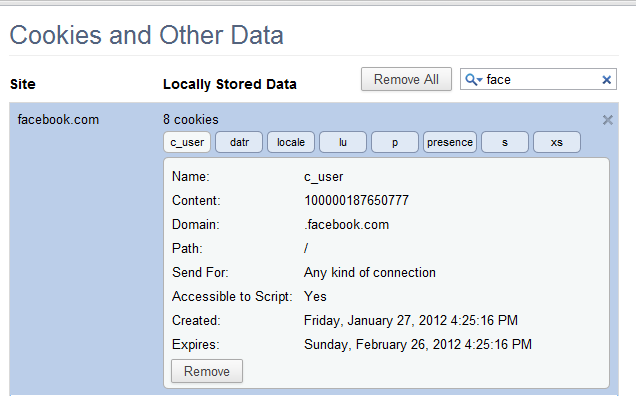 Cookies and Other Data
Site Locally Stored Data Remove All face
facebook.com 8 cookies
c_user datr locale lu p presence s xs
Name: c_user
Content: 100000187650777
Domain: .facebook.com
Path: /
Send For: Any kind of connection
Accessible to Script: Yes
Created: Friday, January 27, 2012 4:25:16 PM
Expires: Sunday, February 26, 2012 4:25:16 PM
Remove